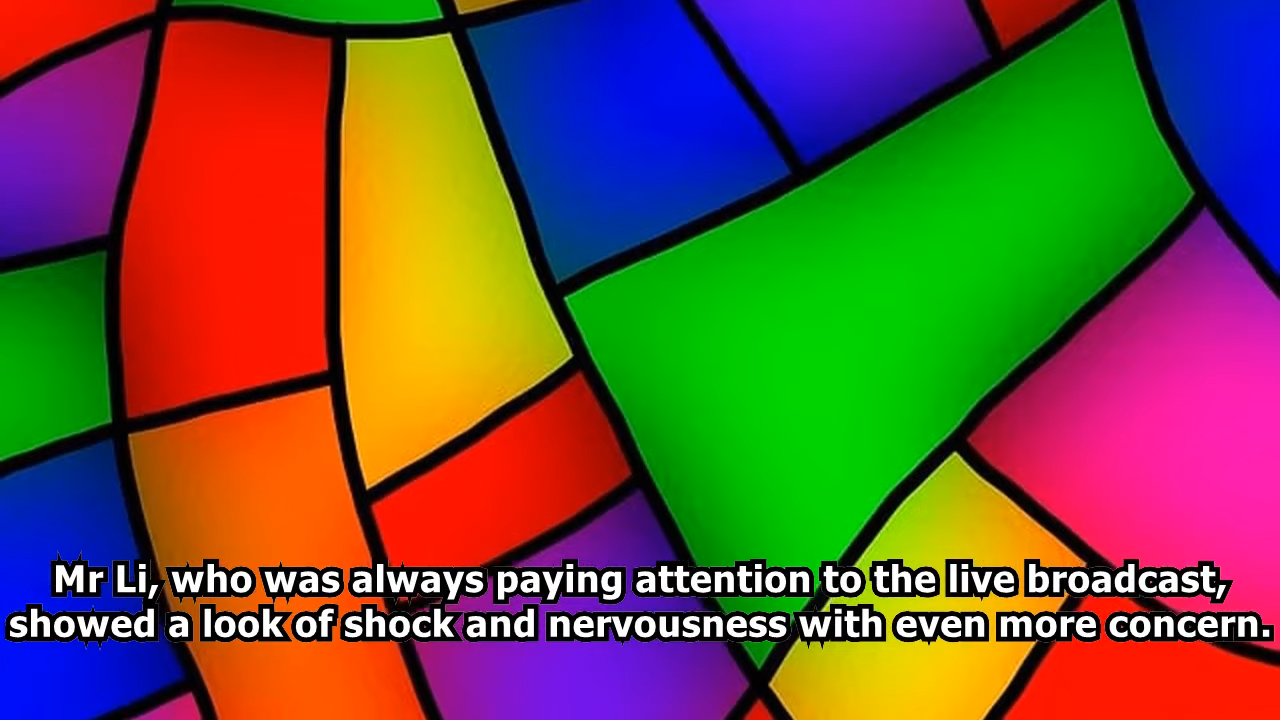 Mr Li, who was always paying attention to the live broadcast,
showed a look of shock and nervousness with even more concern.